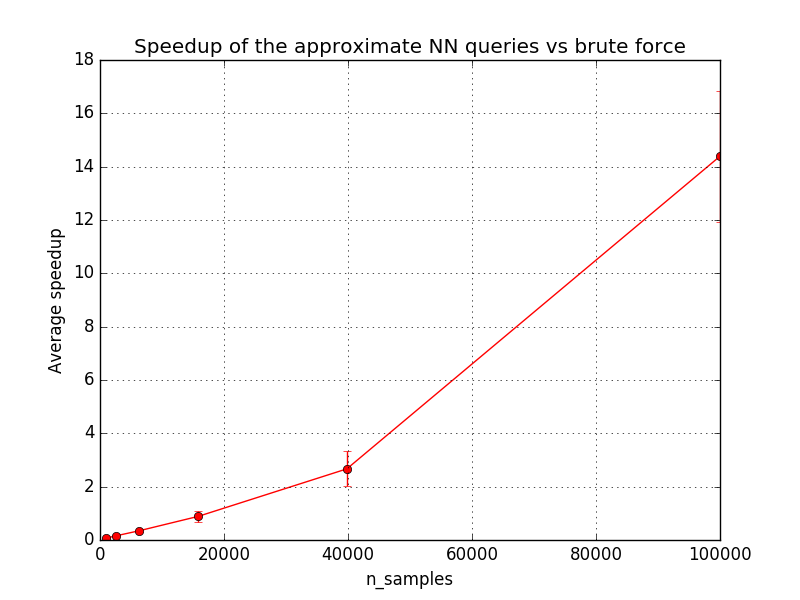 Speedup of the approximate NN queries vs brute force
18
16
14
12
10
8
6
4
2
0
Average speedup
0 20000 40000 60000 80000 100000
n_samples